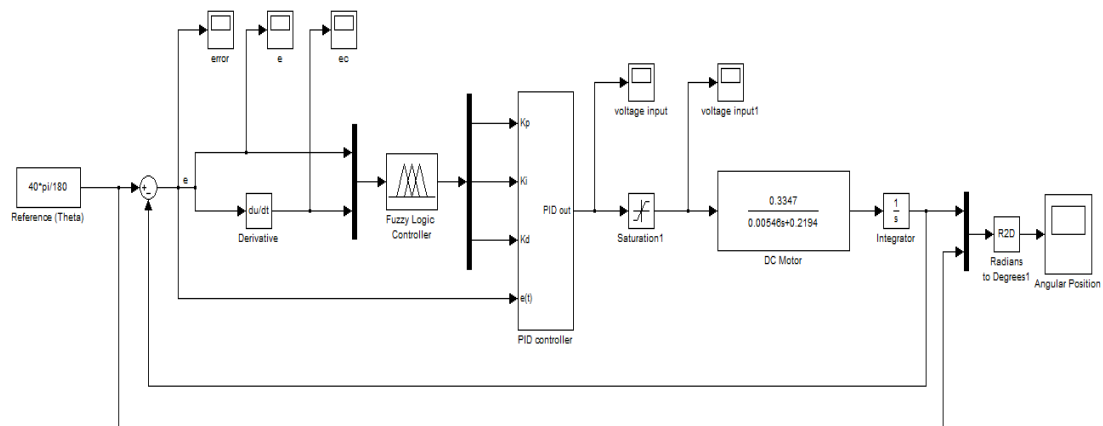 error
e
ec
voltage input
voltage input1
40*pi/180
Reference (Theta)
+
-
e
du/dt
Derivative
Fuzzy Logic
Controller
Kp
Ki
Kd
e(t)
PID out
PID controller
Saturation1
0.3347
0.00546s+0.2194
DC Motor
1
s
Integrator
R2D
Radians
to Degrees1
Angular Position